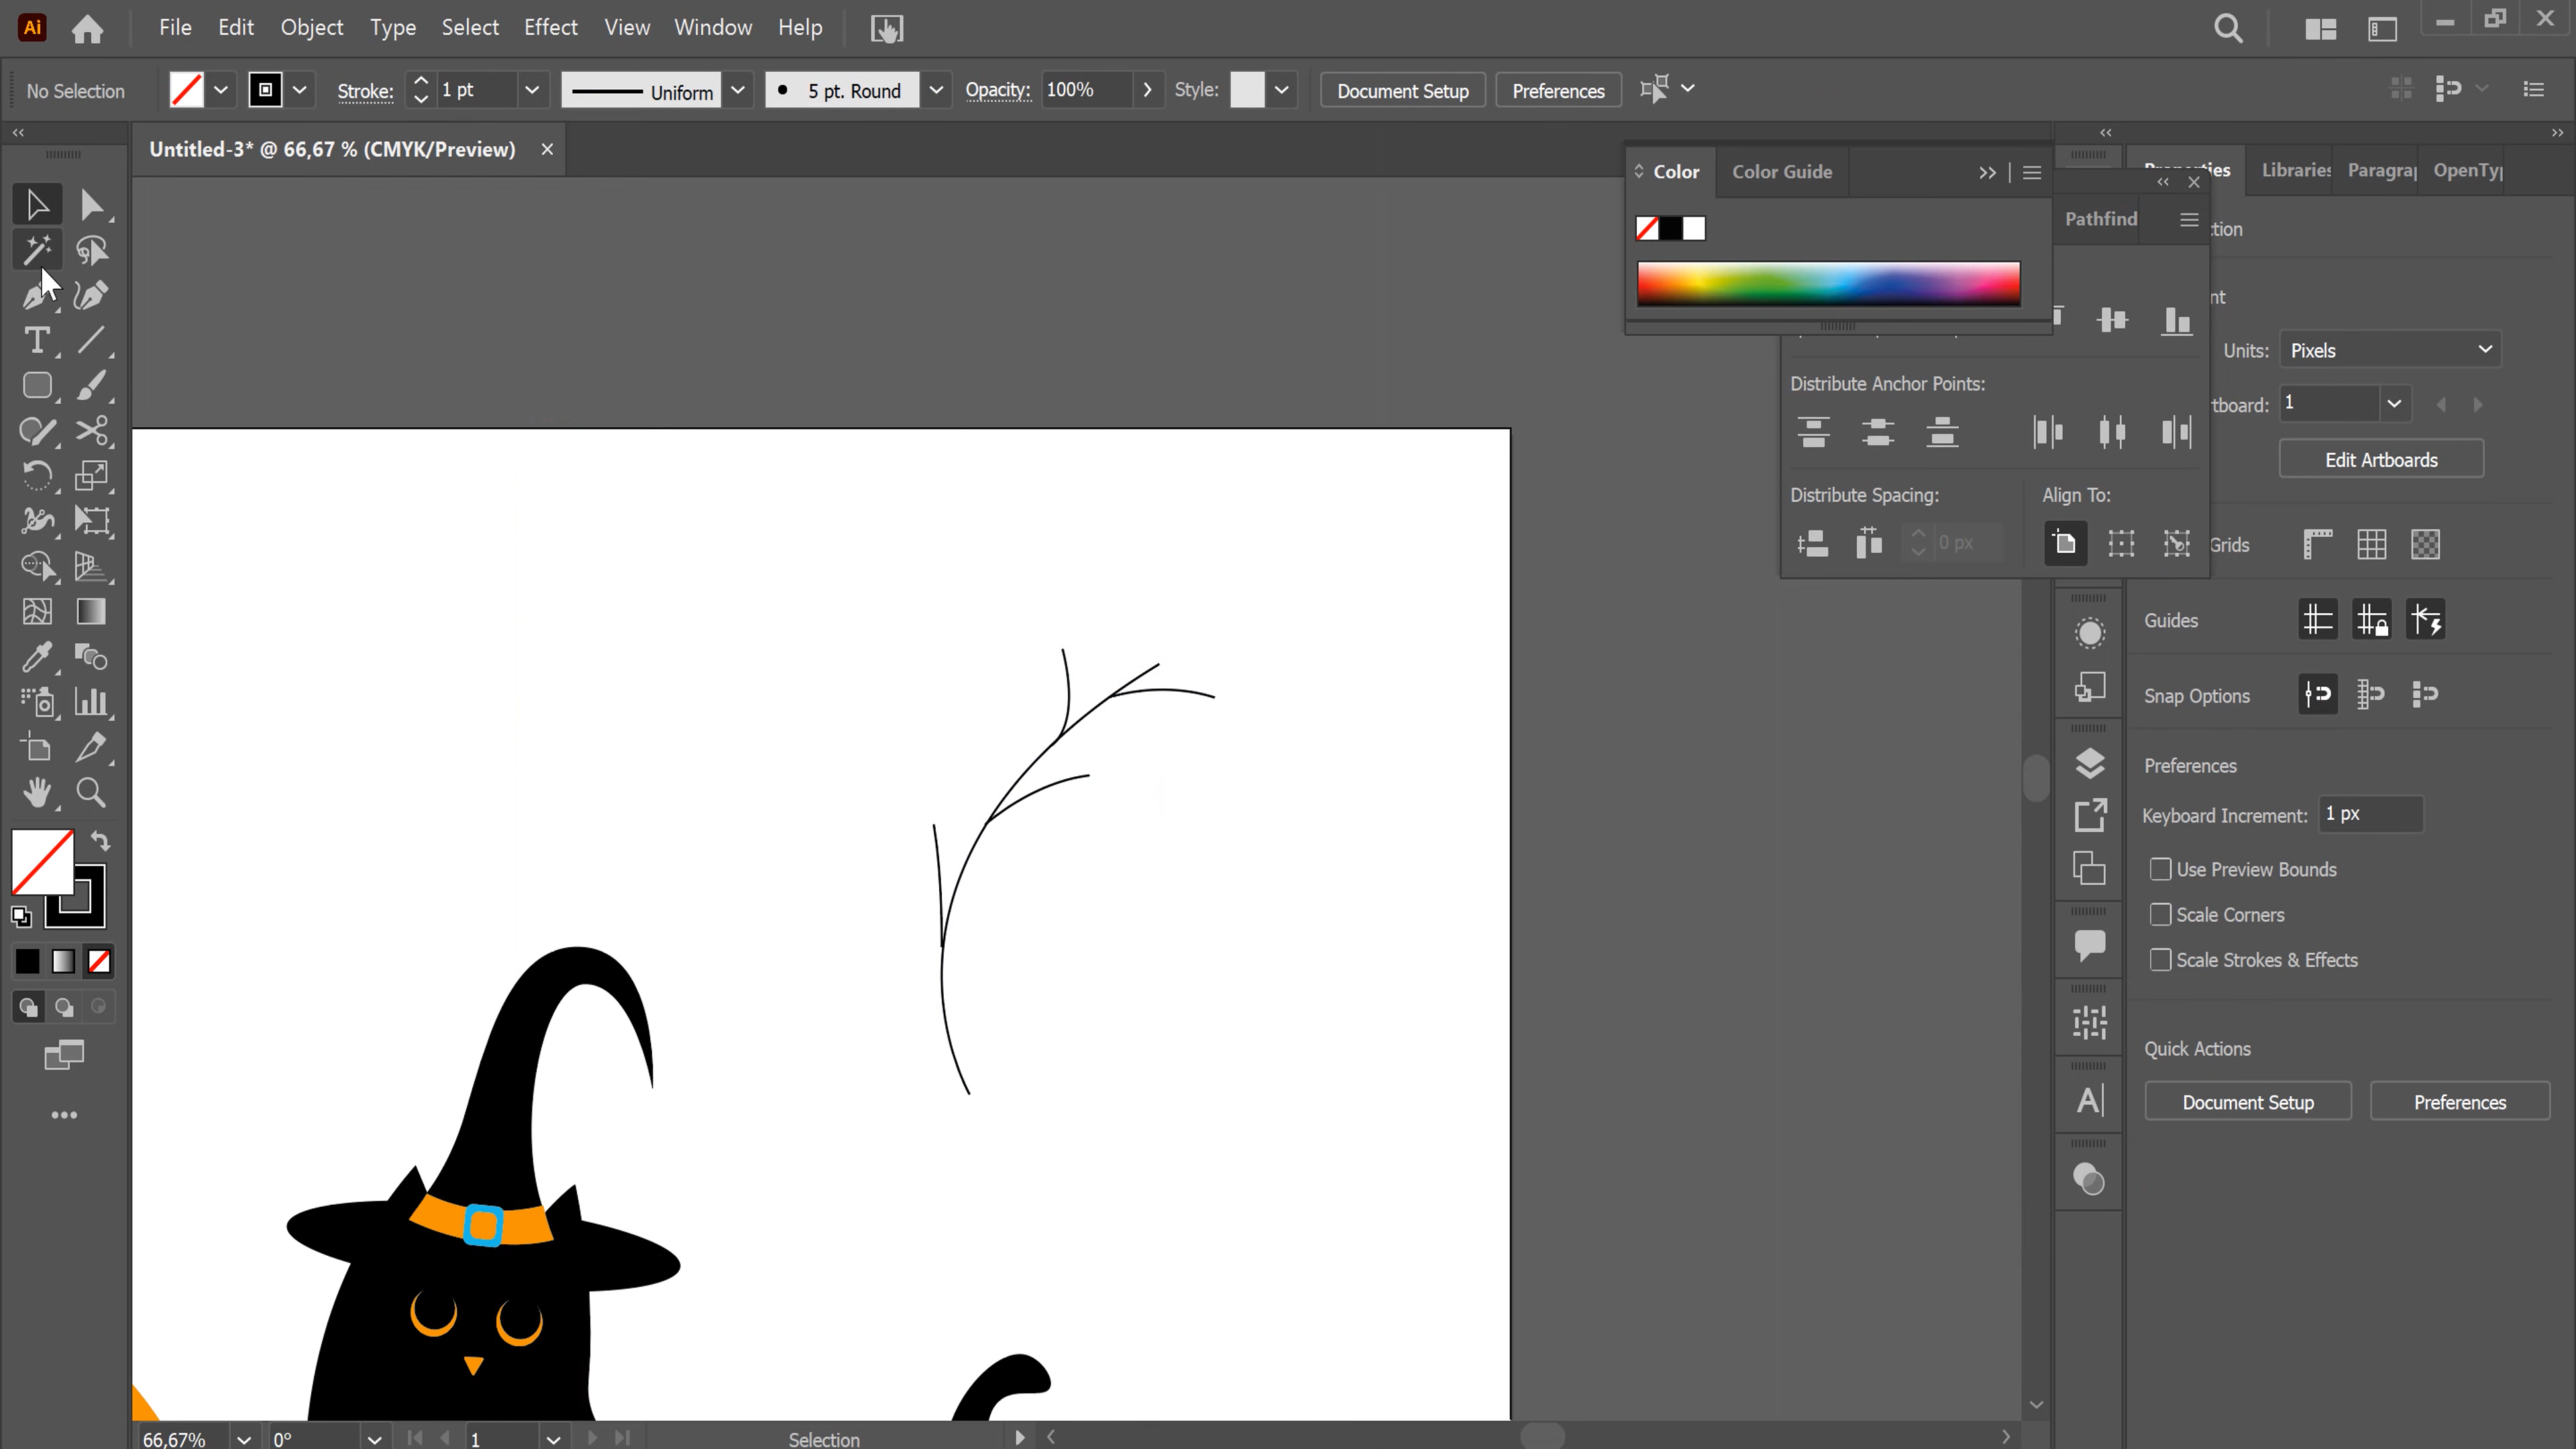 Ai File Edit Object Type Select Effect View Window Help
No Selection Stroke: 1 pt Uniform 5 pt. Round Opacity: 100% Style: Document Setup Preferences
Untitled-3* @ 66,67 % (CMYK/Preview)
Color Color Guide
Properties Libraries Paragra OpenTy
Pathfind
ction
nt
Units: Pixels
Distribute Anchor Points:
tboard: 1
Edit Artboards
Distribute Spacing: Align To:
0 px
Grids
Guides
Snap Options
Preferences
Keyboard Increment: 1 px
Use Preview Bounds
Scale Corners
Scale Strokes & Effects
Quick Actions
Document Setup Preferences
66,67% 0° 1 Selection